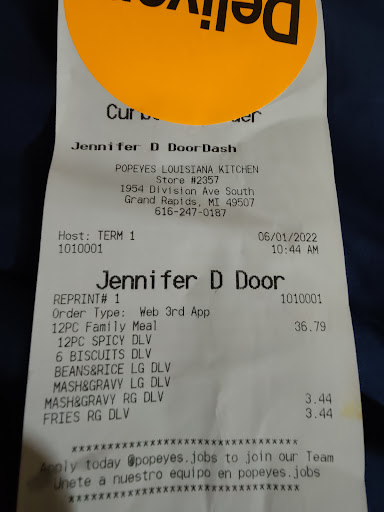 Delive
Jennifer D DoorDash
POPEYES LOUISIANA KITCHEN
Store #2357
1954 Division Ave South
Grand Rapids, MI 49507
616-247-0187
Host: TERM 1 06/01/2022
1010001 10:44 AM
Jennifer D Door
REPRINT# 1 1010001
Order Type: Web 3rd App
12PC Family Meal 36.79
12PC SPICY DLV
6 BISCUITS DLV
BEANS&RICE LG DLV
MASH&GRAVY LG DLV
MASH&GRAVY RG DLV 3.44
FRIES RG DLV 3.44
Apply today @popeyes.jobs to join our Team
Unete a nuestro equipo en popeyes.jobs